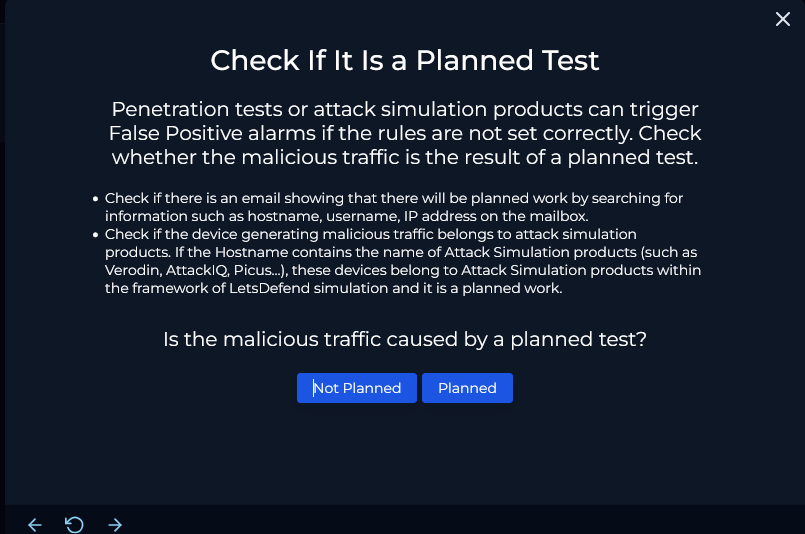 Check If It Is a Planned Test
Penetration tests or attack simulation products can trigger
False Positive alarms if the rules are not set correctly. Check
whether the malicious traffic is the result of a planned test.
• Check if there is an email showing that there will be planned work by searching for
information such as hostname, username, IP address on the mailbox.
• Check if the device generating malicious traffic belongs to attack simulation
products. If the Hostname contains the name of Attack Simulation products (such as
Verodin, AttackIQ, Picus...), these devices belong to Attack Simulation products within
the framework of LetsDefend simulation and it is a planned work.
Is the malicious traffic caused by a planned test?
Not Planned Planned